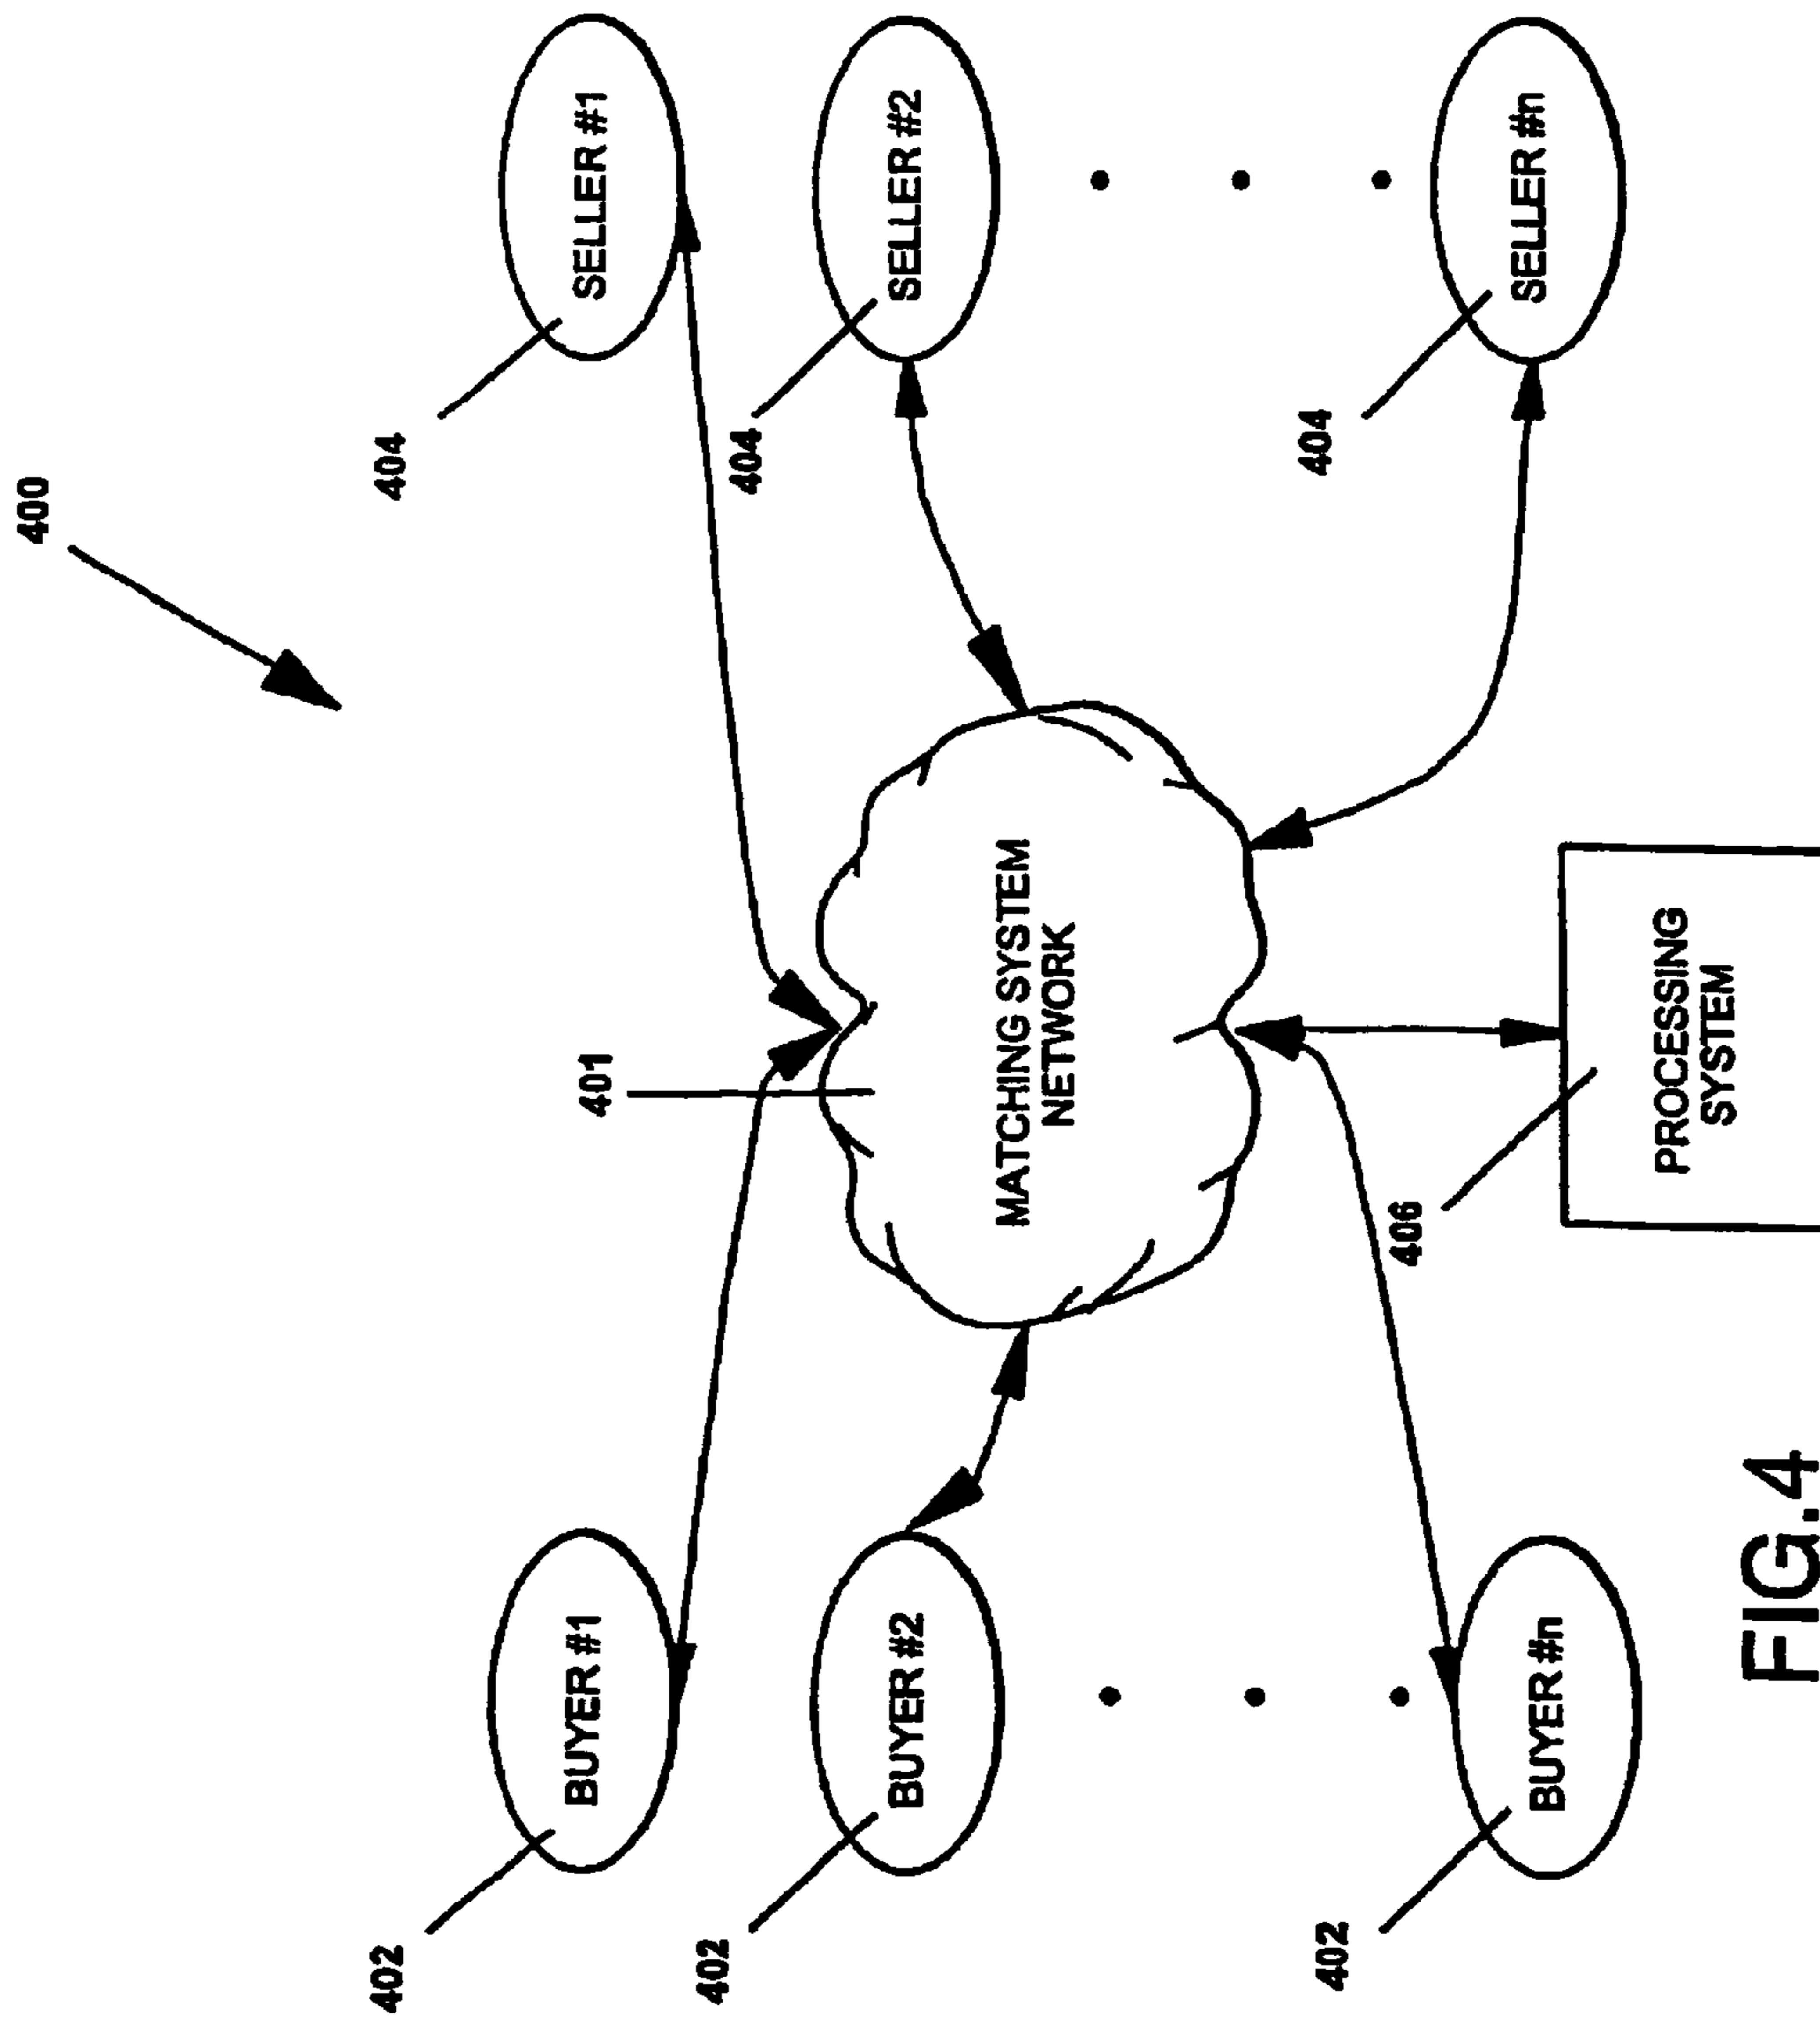 400
404
SELLER #1
404
SELLER #2
404
SELLER #n
401
MATCHING SYSTEM
NETWORK
402
BUYER #1
402
BUYER #2
402
BUYER #n
406
PROCESSING
SYSTEM
FIG.4